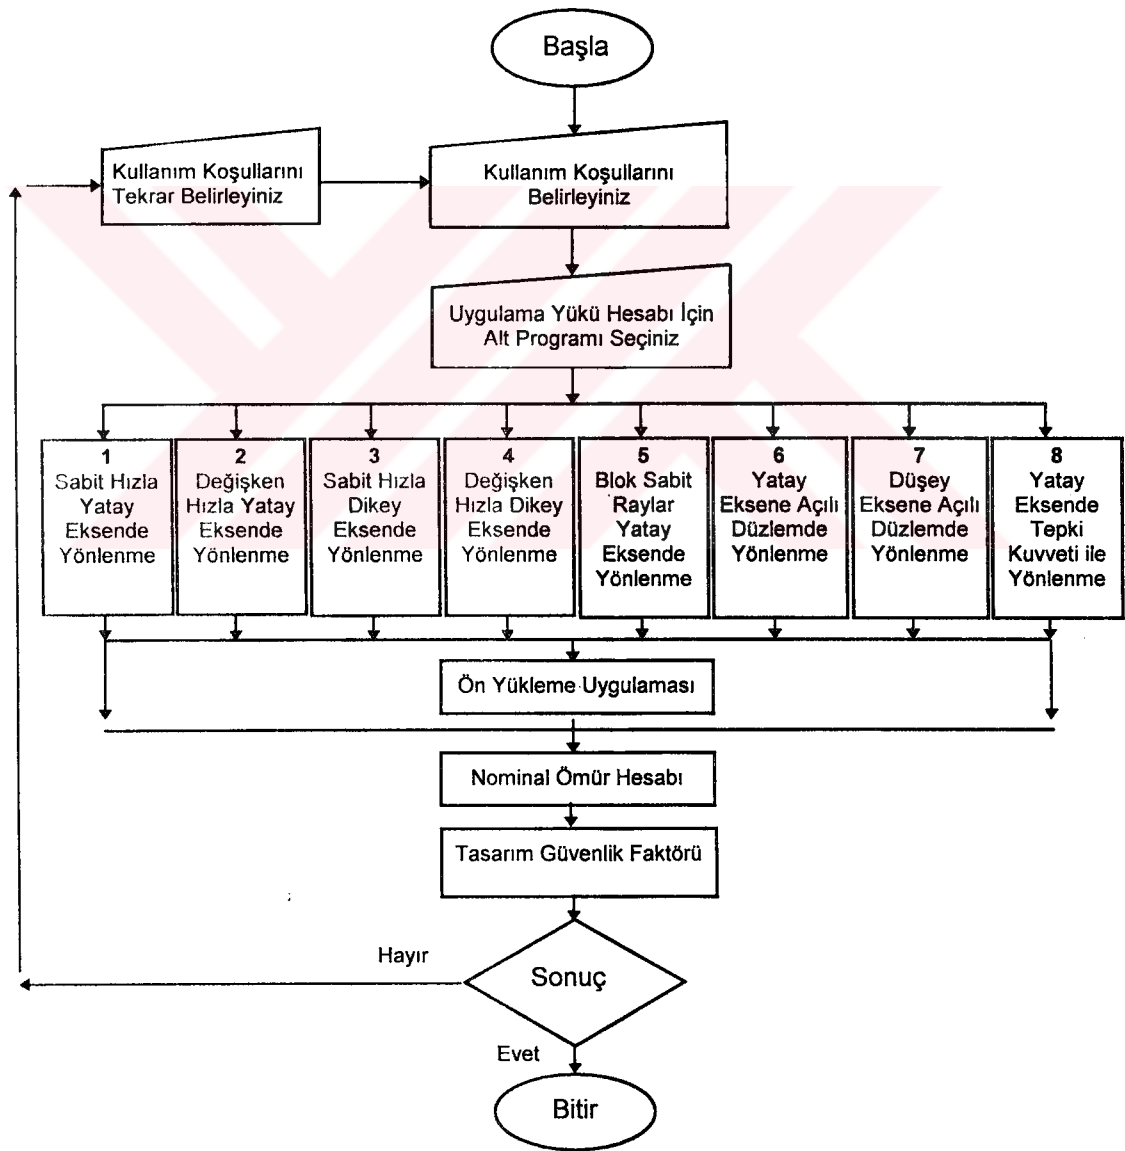 Başla
Kullanım Koşullarını
Tekrar Belirleyiniz
Kullanım Koşullarını
Belirleyiniz
Uygulama Yükü Hesabı İçin
Alt Programı Seçiniz
1
Sabit Hızla
Yatay
Eksende
Yönlenme
2
Değişken
Hızla Yatay
Eksende
Yönlenme
3
Sabit Hızla
Dikey
Eksende
Yönlenme
4
Değişken
Hızla Dikey
Eksende
Yönlenme
5
Blok Sabit
Raylar
Yatay
Eksende
Yönlenme
6
Yatay
Eksene Açılı
Düzlemde
Yönlenme
7
Düşey
Eksene Açılı
Düzlemde
Yönlenme
8
Yatay
Eksende
Tepki
Kuvveti ile
Yönlenme
Ön Yükleme Uygulaması
Nominal Ömür Hesabı
Tasarım Güvenlik Faktörü
Hayır
Sonuç
Evet
Bitir